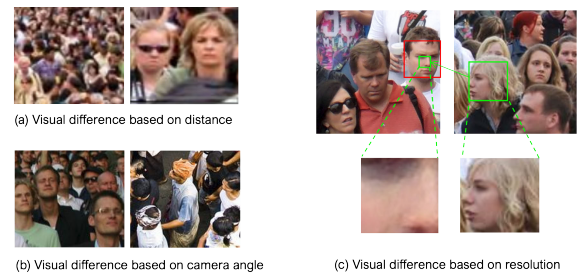 (a) Visual difference based on distance
(b) Visual difference based on camera angle
(c) Visual difference based on resolution